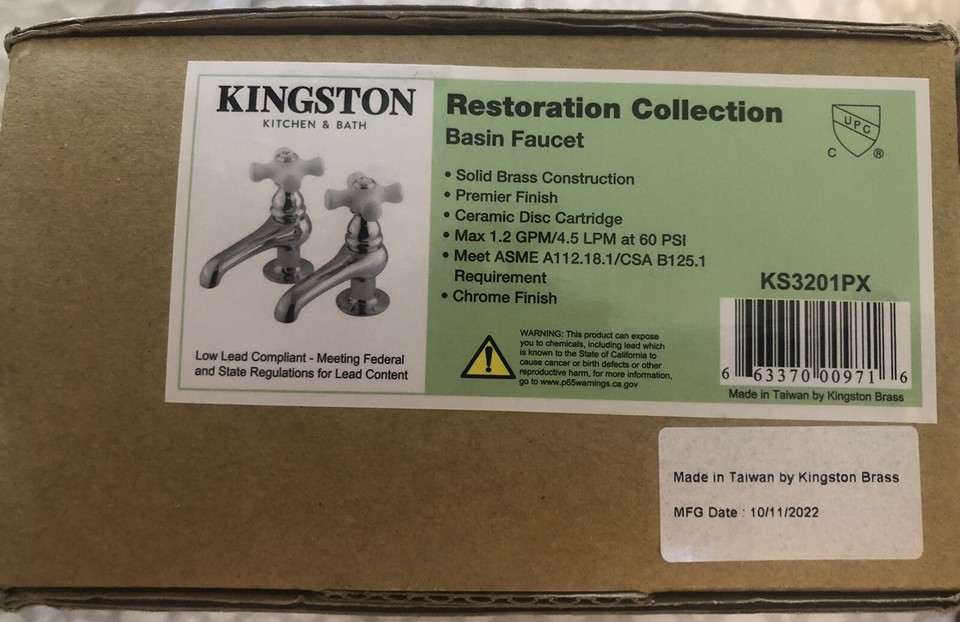 KINGSTON
KITCHEN & BATH
Low Lead Compliant - Meeting Federal
and State Regulations for Lead Content
Restoration Collection
Basin Faucet
• Solid Brass Construction
• Premier Finish
• Ceramic Disc Cartridge
• Max 1.2 GPM/4.5 LPM at 60 PSI
• Meet ASME A112.18.1/CSA B125.1
Requirement
• Chrome Finish
WARNING: This product can expose
you to chemicals, including lead which
is known to the State of California to
cause cancer or birth defects or other
reproductive harm, for more information,
go to www.p65warnings.ca.gov
UPC
C ®
KS3201PX
6 63370 00971 6
Made in Taiwan by Kingston Brass
Made in Taiwan by Kingston Brass
MFG Date : 10/11/2022